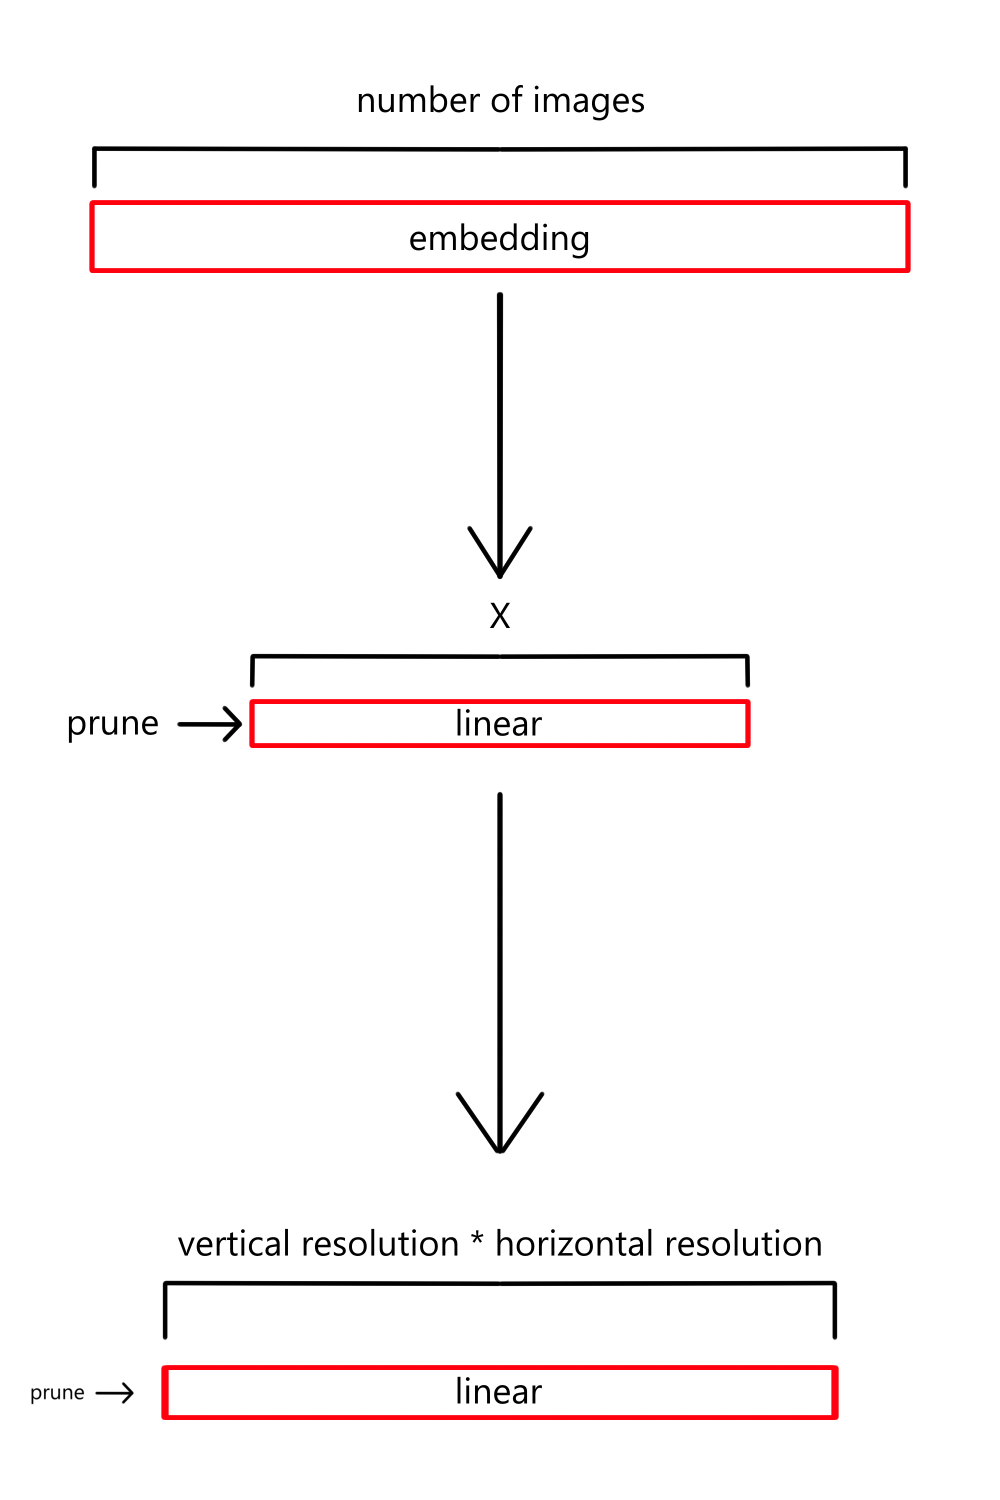 number of images
embedding
X
prune
linear
vertical resolution * horizontal resolution
prune
linear